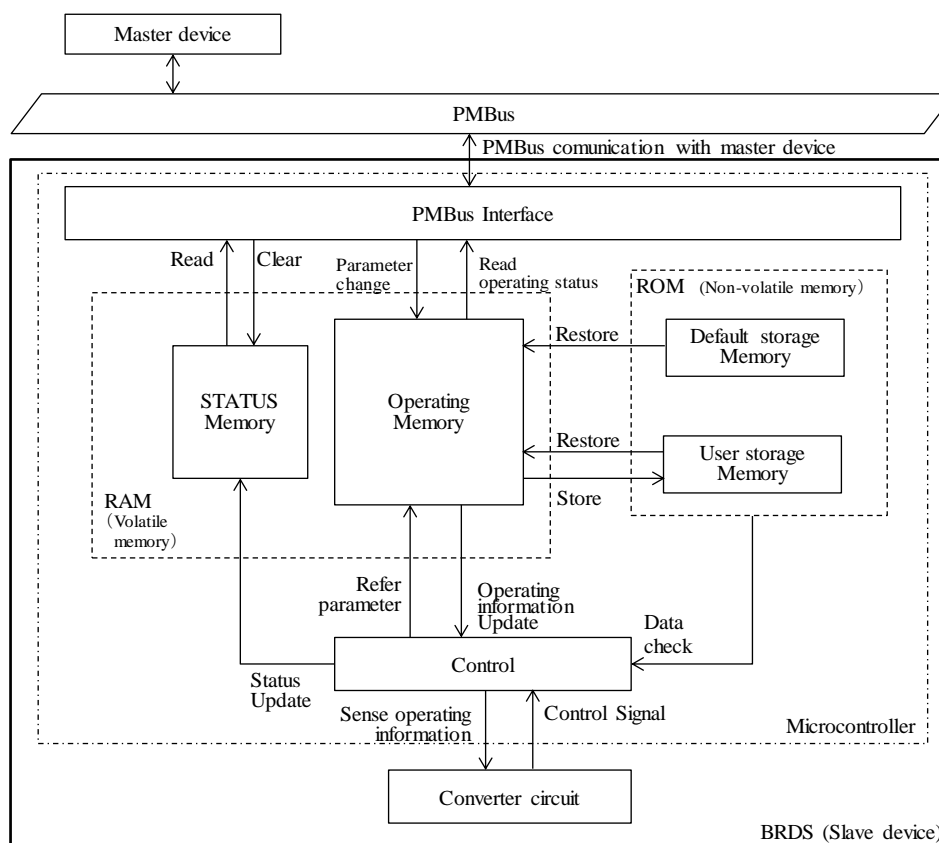 Master device
PMBus
PMBus comunication with master device
PMBus Interface
Read
Clear
Parameter
change
Read
operating status
ROM (Non-volatile memory)
Restore
Default storage
Memory
STATUS
Memory
Operating
Memory
Restore
User storage
Memory
Store
RAM
(Volatile
memory)
Refer
parameter
Operating
information
Update
Data
check
Control
Status
Update
Sense operating
information
Control Signal
Microcontroller
Converter circuit
BRDS (Slave device)